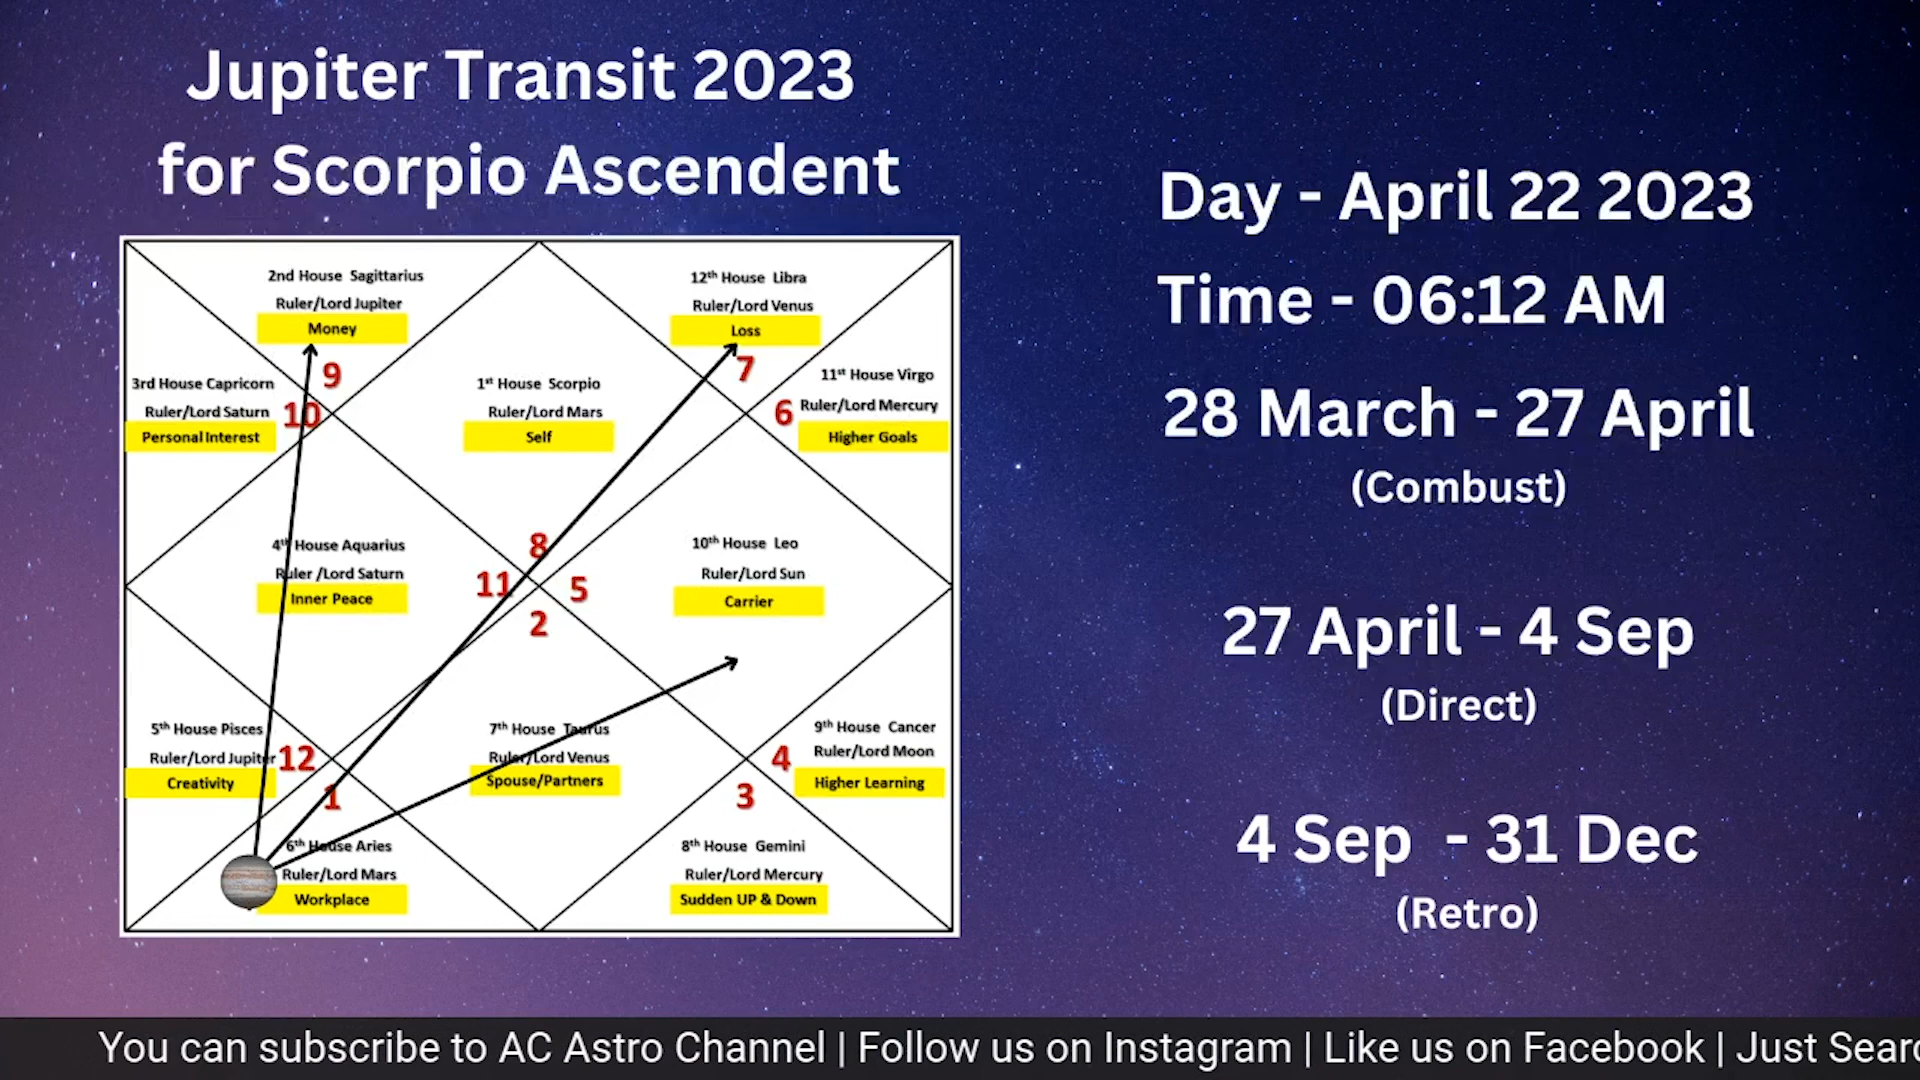 Jupiter Transit 2023
for Scorpio Ascendent
2nd House Sagittarius
Ruler/Lord Jupiter
Money
9
12th House Libra
Ruler/Lord Venus
Loss
7
3rd House Capricorn
Ruler/Lord Saturn
10
Personal Interest
1st House Scorpio
Ruler/Lord Mars
Self
11st House Virgo
6
Ruler/Lord Mercury
Higher Goals
4th House Aquarius
Ruler /Lord Saturn
Inner Peace
8
11
5
2
10th House Leo
Ruler/Lord Sun
Carrier
5th House Pisces
Ruler/Lord Jupiter
12
Creativity
1
7th House Taurus
Ruler/Lord Venus
Spouse/Partners
9th House Cancer
4
Ruler/Lord Moon
Higher Learning
3
6th House Aries
Ruler/Lord Mars
Workplace
8th House Gemini
Ruler/Lord Mercury
Sudden UP & Down
Day - April 22 2023
Time - 06:12 AM
28 March - 27 April
(Combust)
27 April - 4 Sep
(Direct)
4 Sep - 31 Dec
(Retro)
You can subscribe to AC Astro Channel | Follow us on Instagram | Like us on Facebook | Just